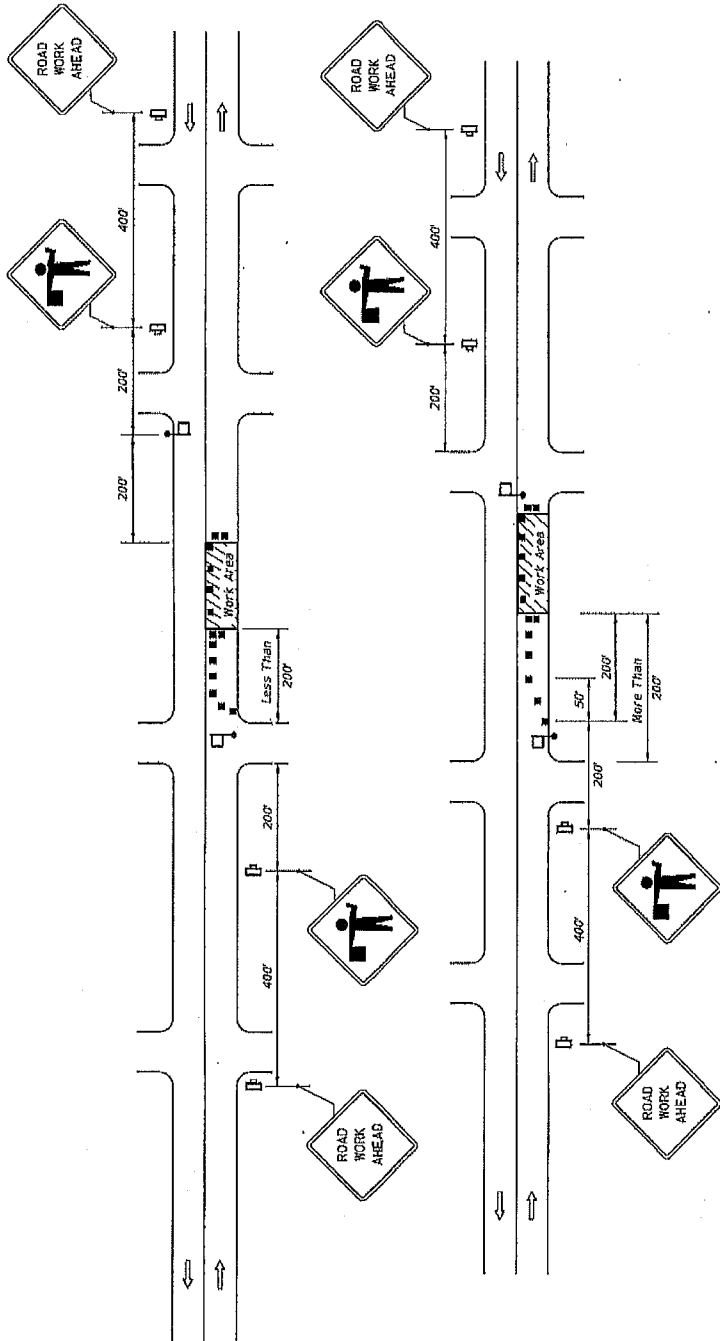 ROAD
WORK
AHEAD
400'
200'
200'
Work Area
Less Than
200'
200'
400'
ROAD
WORK
AHEAD
ROAD
WORK
AHEAD
400'
200'
Work Area
200'
50'
More Than
200'
200'
400'
ROAD
WORK
AHEAD